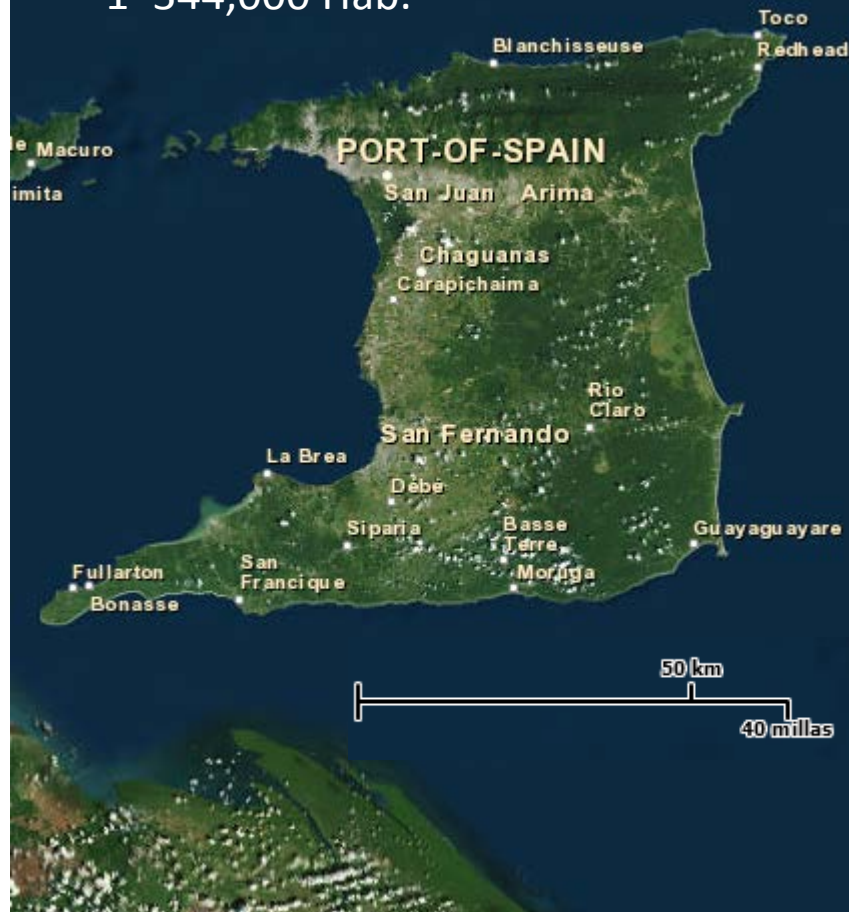 Toco
Blanchisseuse
Redhead
Macuro
PORT-OF-SPAIN
imita
San Juan Arima
Chaguanas
Carapichaima
Rio
Claro
San Fernando
La Brea
Debe
Siparia
Basse
Terre
Guayaguayare
San
Francique
Fullarton
Moruga
Bonasse
50 km
40 millas